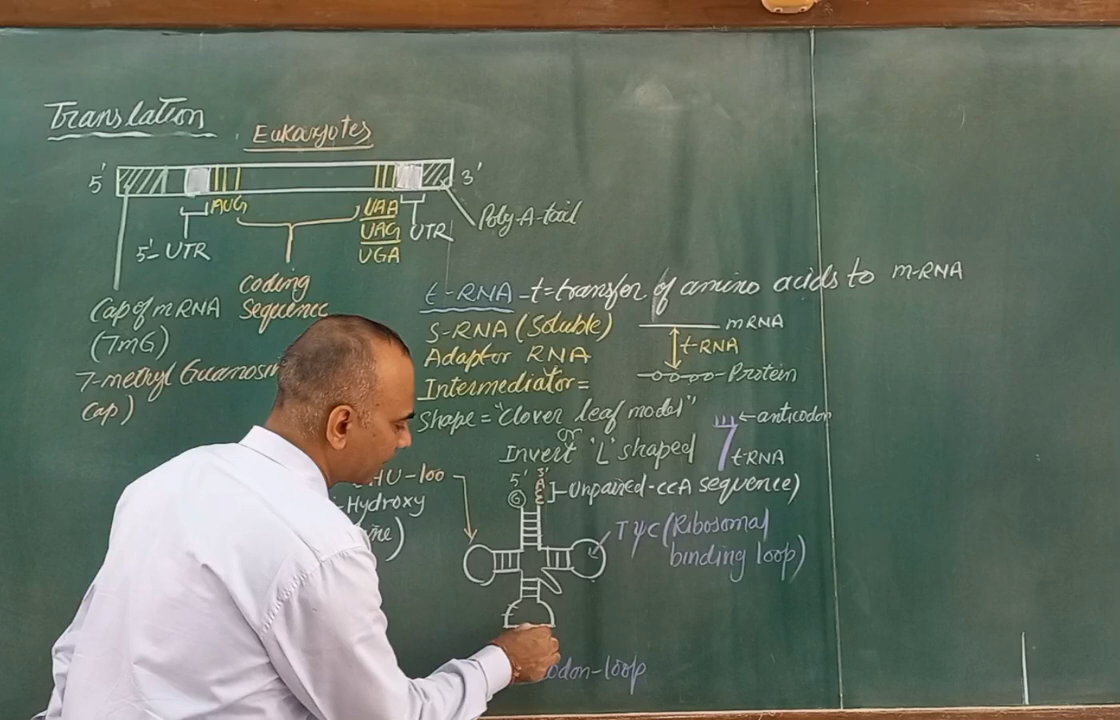 Translation
Eukaryotes
5' 3'
AUG UAA
UAG
UGA
5'-UTR UTR Poly-A-tail
Coding
Sequence
Cap of mRNA
(7mG)
7-methyl Guanosin
Cap)
t-RNA - t=transfer of amino acids to m-RNA
S-RNA (Soluble)
Adaptor RNA
Intermediator=
mRNA
t-RNA
Protein
Shape = "Clover leaf model"
or
Invert 'L' shaped
anticodon
t-RNA
5' 3'
G A
C
C
Unpaired-CCA sequence)
HU-loo
-Hydroxy
ine)
TψC (Ribosomal
binding loop)
odon-loop